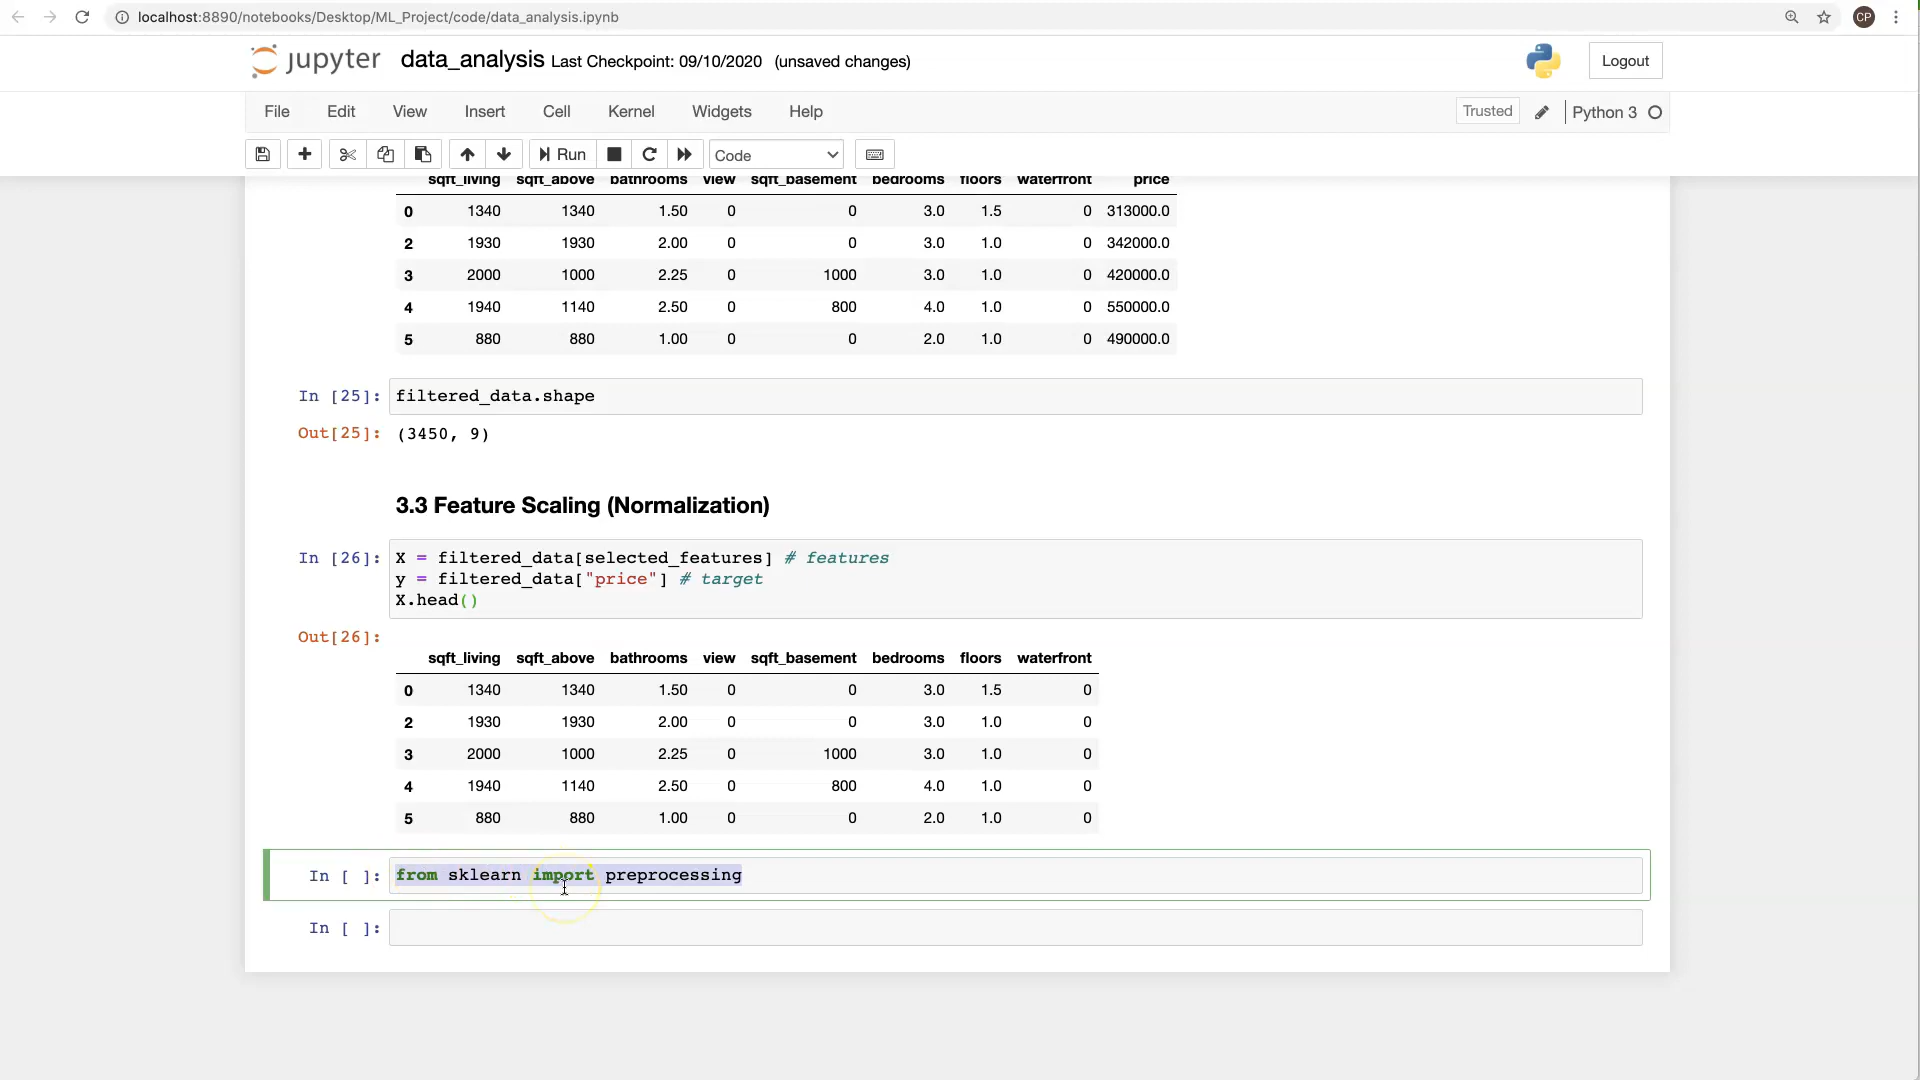 localhost:8890/notebooks/Desktop/ML_Project/code/data_analysis.ipynb CP
jupyter data_analysis Last Checkpoint: 09/10/2020 (unsaved changes) Logout
File Edit View Insert Cell Kernel Widgets Help Trusted Python 3
Run Code
sqft_living sqft_above bathrooms view sqft_basement bedrooms floors waterfront price
0 1340 1340 1.50 0 0 3.0 1.5 0 313000.0
2 1930 1930 2.00 0 0 3.0 1.0 0 342000.0
3 2000 1000 2.25 0 1000 3.0 1.0 0 420000.0
4 1940 1140 2.50 0 800 4.0 1.0 0 550000.0
5 880 880 1.00 0 0 2.0 1.0 0 490000.0
In [25]: filtered_data.shape
Out[25]: (3450, 9)
3.3 Feature Scaling (Normalization)
In [26]: X = filtered_data[selected_features] # features
y = filtered_data["price"] # target
X.head()
Out[26]:
sqft_living sqft_above bathrooms view sqft_basement bedrooms floors waterfront
0 1340 1340 1.50 0 0 3.0 1.5 0
2 1930 1930 2.00 0 0 3.0 1.0 0
3 2000 1000 2.25 0 1000 3.0 1.0 0
4 1940 1140 2.50 0 800 4.0 1.0 0
5 880 880 1.00 0 0 2.0 1.0 0
In [ ]: from sklearn import preprocessing
In [ ]: